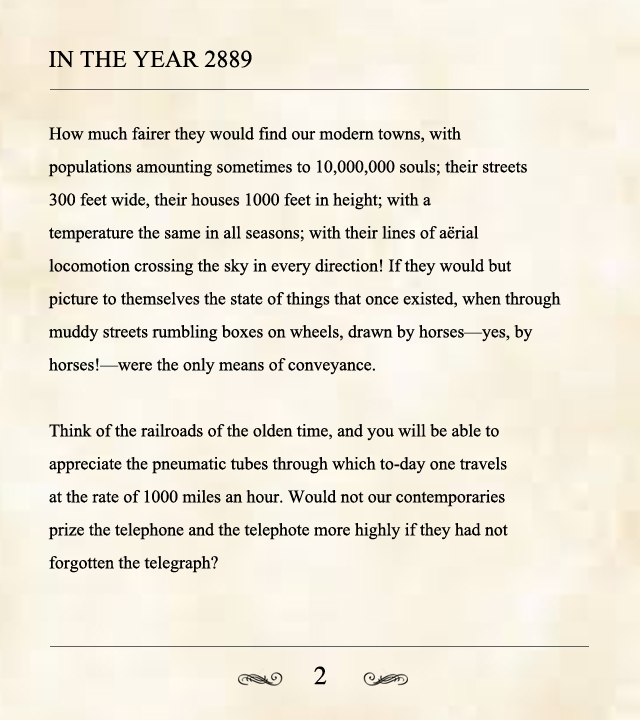 IN THE YEAR 2889
How much fairer they would find our modern towns, with
populations amounting sometimes to 10,000,000 souls; their streets
300 feet wide, their houses 1000 feet in height; with a
temperature the same in all seasons; with their lines of aërial
locomotion crossing the sky in every direction! If they would but
picture to themselves the state of things that once existed, when through
muddy streets rumbling boxes on wheels, drawn by horses—yes, by
horses!—were the only means of conveyance.
Think of the railroads of the olden time, and you will be able to
appreciate the pneumatic tubes through which to-day one travels
at the rate of 1000 miles an hour. Would not our contemporaries
prize the telephone and the telephote more highly if they had not
forgotten the telegraph?
2